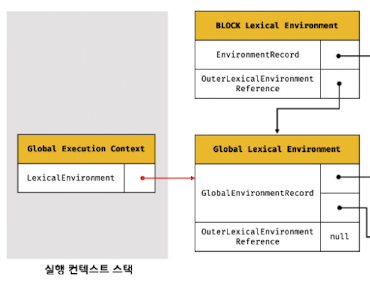 BLOCK Lexical Environment
EnvironmentRecord
OuterLexicalEnvironment
Reference
Global Execution Context
LexicalEnvironment
Global Lexical Environment
GlobalEnvironmentRecord
OuterLexicalEnvironment
Reference
null
실행 컨텍스트 스택